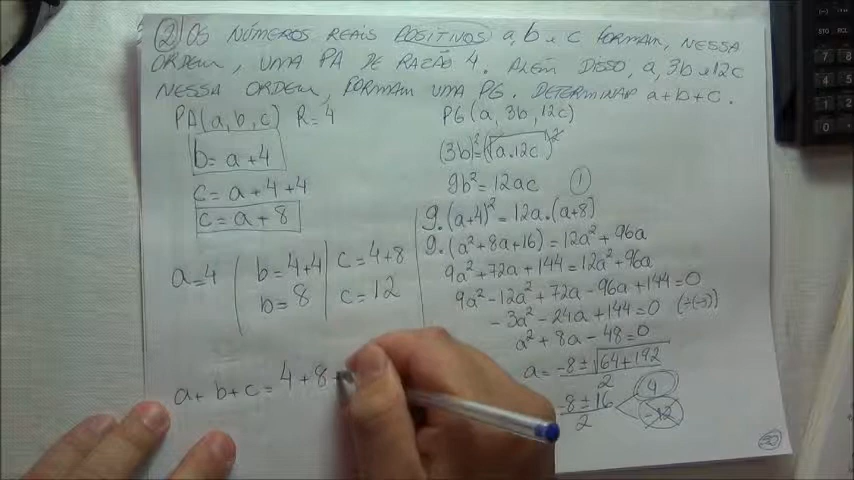 ② OS NÚMEROS REAIS POSITIVOS a, b e c FORMAM, NESSA
ORDEM, UMA PA DE RAZÃO 4. ALÉM DISSO, a, 3b e 12c
NESSA ORDEM, FORMAM UMA PG. DETERMINAR a+b+c.
PA(a, b, c) R=4
b = a+4
c = a+4+4
c = a+8
a=4
b=4+4
b=8
c=4+8
c=12
a+b+c=4+8+
PG(a, 3b, 12c)
(3b)²=(√a.12c)²
9b²=12ac ①
9.(a+4)²=12a.(a+8)
9.(a²+8a+16)=12a²+96a
9a²+72a+144=12a²+96a
9a²-12a²+72a-96a+144=0
-3a²-24a+144=0 (÷(-3))
a²+8a-48=0
a=-8±√64+192
2
-8±16
2
4
-12